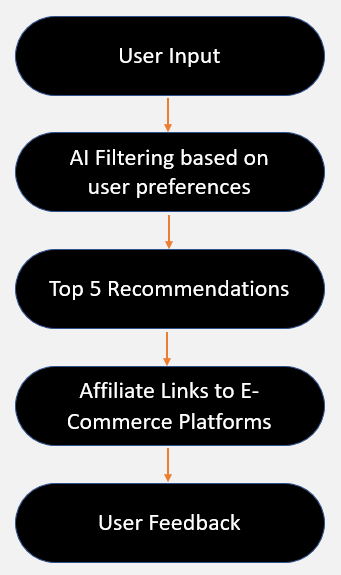 User Input
AI Filtering based on
user preferences
Top 5 Recommendations
Affiliate Links to E-
Commerce Platforms
User Feedback